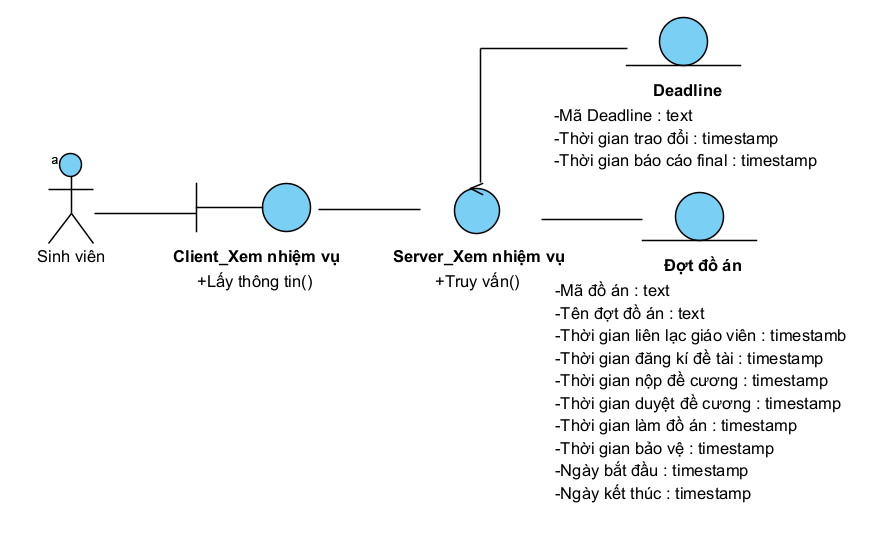 Deadline
-Mã Deadline : text
-Thời gian trao đổi : timestamp
-Thời gian báo cáo final : timestamp
a
Sinh viên
Client_Xem nhiệm vụ
+Lấy thông tin()
Server_Xem nhiệm vụ
+Truy vấn()
Đợt đồ án
-Mã đồ án : text
-Tên đợt đồ án : text
-Thời gian liên lạc giáo viên : timestamb
-Thời gian đăng kí đề tài : timestamp
-Thời gian nộp đề cương : timestamp
-Thời gian duyệt đề cương : timestamp
-Thời gian làm đồ án : timestamp
-Thời gian bảo vệ : timestamp
-Ngày bắt đầu : timestamp
-Ngày kết thúc : timestamp